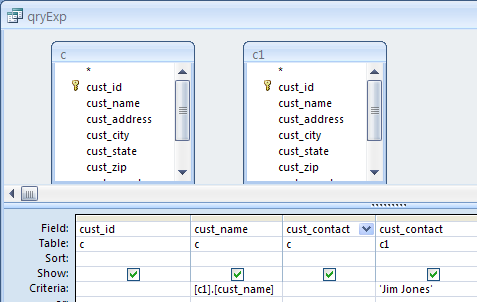 qryExp
c
*
cust_id
cust_name
cust_address
cust_city
cust_state
cust_zip
c1
*
cust_id
cust_name
cust_address
cust_city
cust_state
cust_zip
Field: cust_id cust_name cust_contact cust_contact
Table: c c c c1
Sort:
Show:
Criteria: [c1].[cust_name] 'Jim Jones'